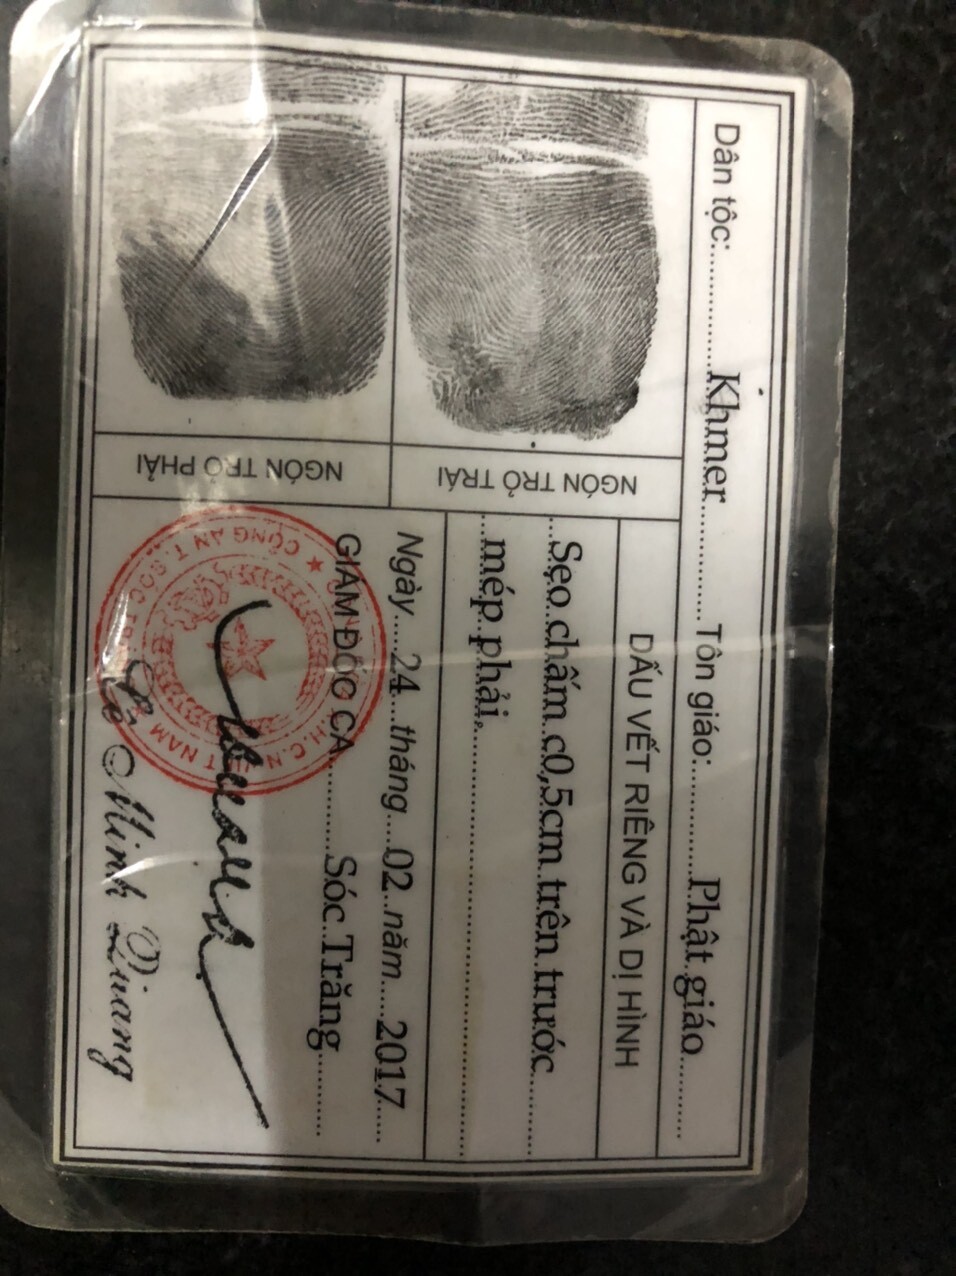 Dân tộc: Khmer Tôn giáo: Phật giáo
NGÓN TRỎ TRÁI
NGÓN TRỎ PHẢI
DẤU VẾT RIÊNG VÀ DỊ HÌNH
Sẹo chấm c0,5cm trên trước
mép phải.
Ngày 24 tháng 02 năm 2017
GIÁM ĐỐC CA Sóc Trăng
Minh Quang